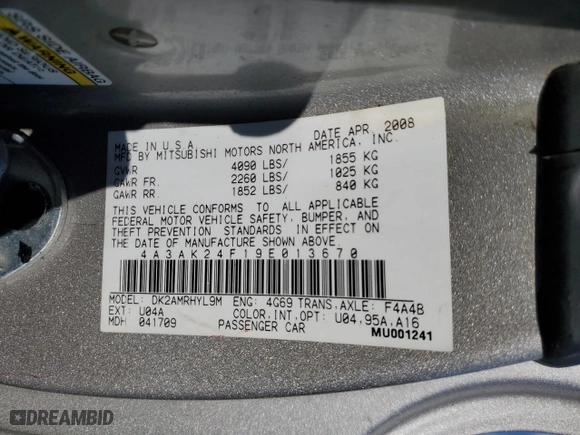 SIDE AIRBAG
WARNING
MADE IN U.S.A.
DATE APR, 2008
MFD BY MITSUBISHI MOTORS NORTH AMERICA, INC.
GVWR 4090 LBS/ 1855 KG
GAWR FR. 2260 LBS/ 1025 KG
GAWR RR. 1852 LBS/ 840 KG
THIS VEHICLE CONFORMS TO ALL APPLICABLE
FEDERAL MOTOR VEHICLE SAFETY, BUMPER, AND
THEFT PREVENTION STANDARDS IN EFFECT ON
THE DATE OF MANUFACTURE SHOWN ABOVE.
4A3AK24F19E013670
MODEL: DK2AMRHYL9M ENG: 4G69 TRANS.AXLE: F4A4B
EXT: U04A COLOR,INT,OPT: U04,95A,A16
MDH 041709 PASSENGER CAR
MU001241
DREAMBID